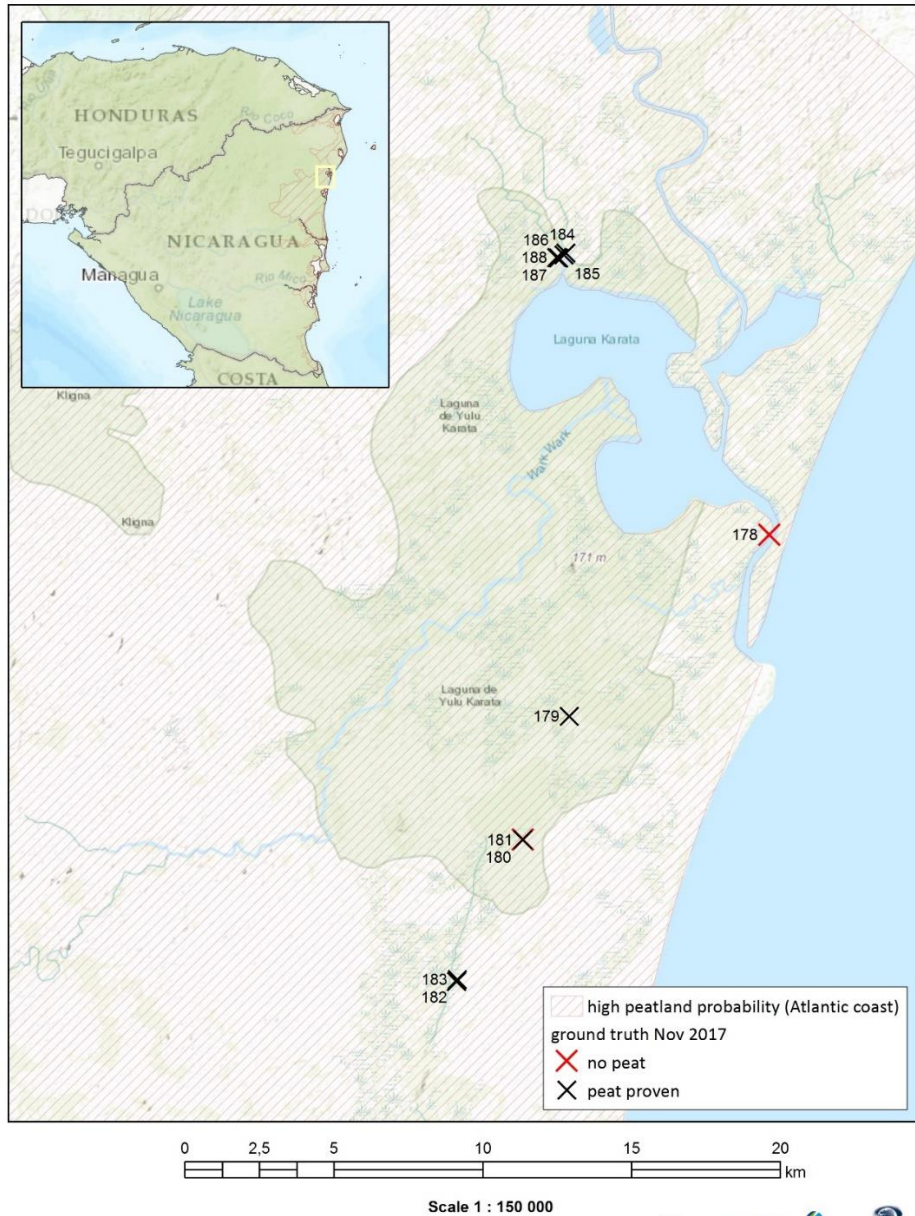 HONDURAS
Rio Coco
Tegucigalpa
NICARAGUA
Managua
Rio Mico
Lake
Nicaragua
COSTA
Kligna
Kligna
186
184
188
187
185
Laguna Karata
Laguna
de Yulu
Karata
Wark Wark
178
171 m
Laguna de
Yulu Karata
179
181
180
183
182
high peatland probability (Atlantic coast)
ground truth Nov 2017
no peat
peat proven
0
2,5
5
10
15
20
km
Scale 1 : 150 000